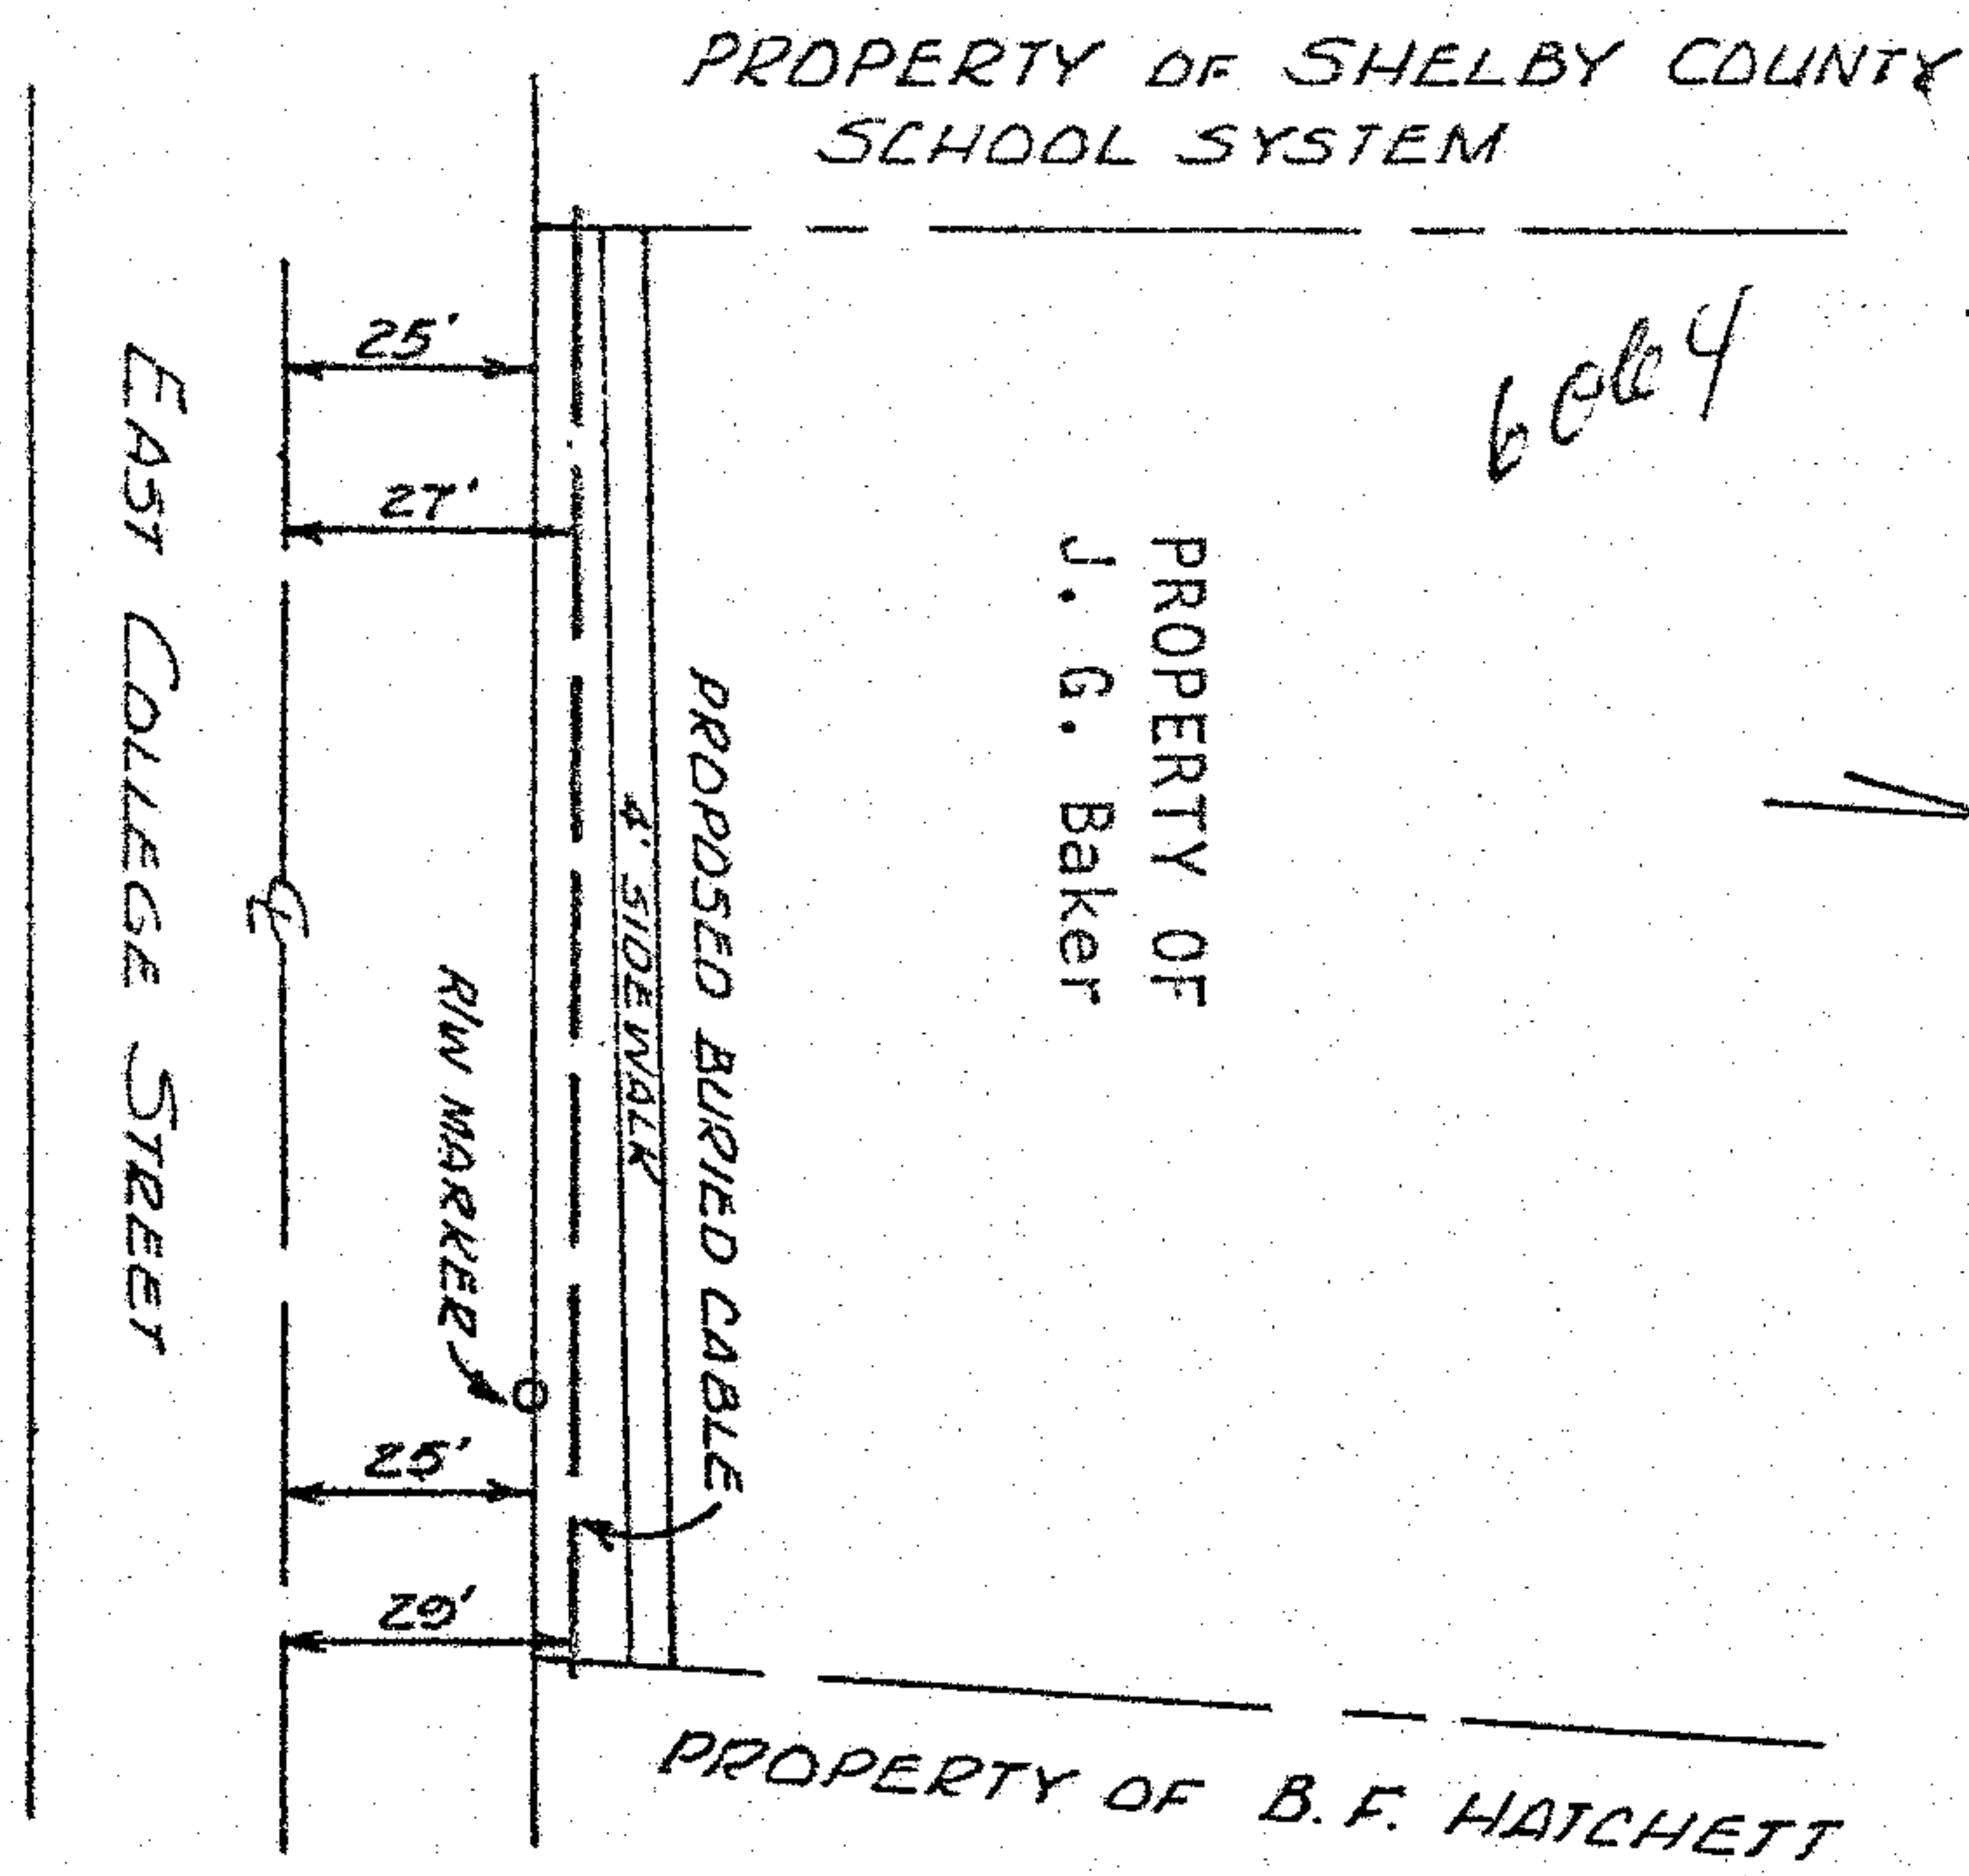 PROPERTY OF SHELBY COUNTY
SCHOOL SYSTEM
25'
27'
EAST COLLEGE STREET
℄
R/W MARKER
4' SIDEWALK
PROPOSED BURIED CABLE
PROPERTY OF
J. G. Baker
25'
29'
PROPERTY OF B.F. HATCHETT